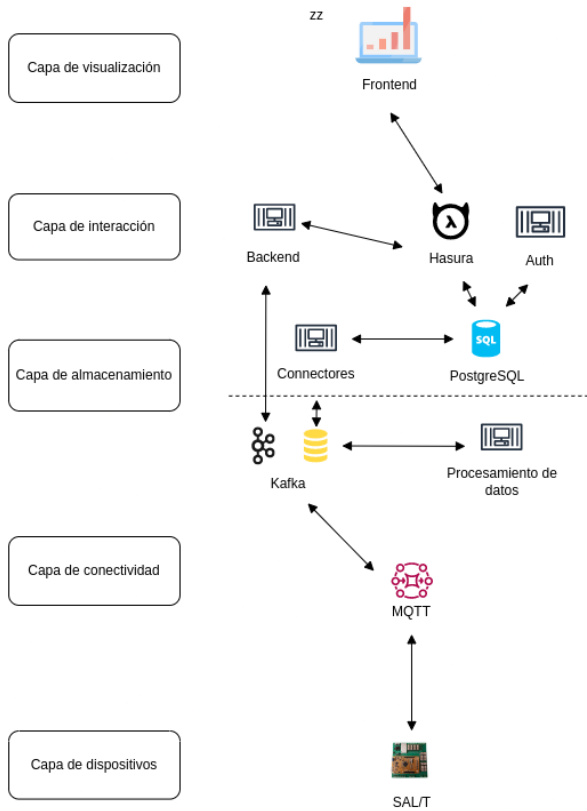 zz
Capa de visualización
Frontend
Capa de interacción
Backend
Hasura
Auth
λ
SQL
Capa de almacenamiento
Connectores
PostgreSQL
Kafka
Procesamiento de
datos
Capa de conectividad
MQTT
Capa de dispositivos
SAL/T